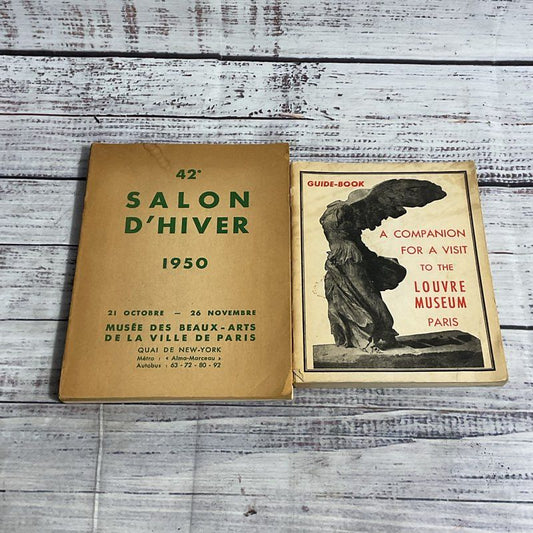 42e
SALON
D'HIVER
1950
21 OCTOBRE — 26 NOVEMBRE
MUSÉE DES BEAUX-ARTS
DE LA VILLE DE PARIS
QUAI DE NEW-YORK
Métro : « Alma-Marceau »
Autobus : 63 - 72 - 80 - 92
GUIDE-BOOK
A COMPANION
FOR A VISIT
TO THE
LOUVRE
MUSEUM
PARIS